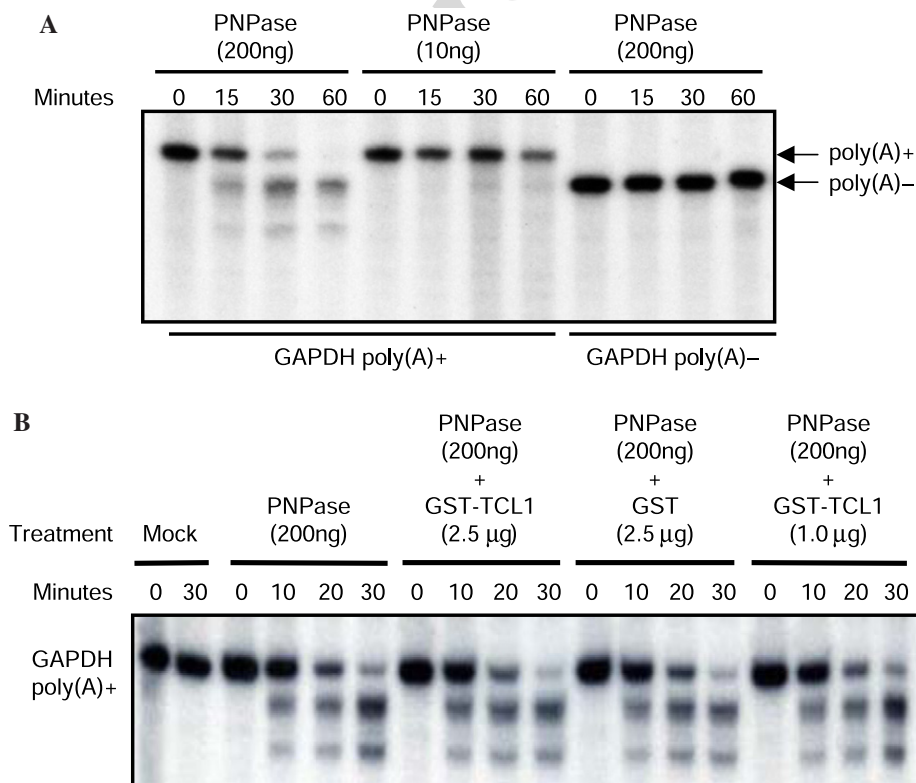 A
PNPase PNPase PNPase
(200ng) (10ng) (200ng)
Minutes 0 15 30 60 0 15 30 60 0 15 30 60
poly(A)+
poly(A)–
GAPDH poly(A)+ GAPDH poly(A)–
B
PNPase PNPase PNPase
(200ng) (200ng) (200ng)
+ + +
PNPase GST-TCL1 GST GST-TCL1
Treatment Mock (200ng) (2.5 μg) (2.5 μg) (1.0 μg)
Minutes 0 30 0 10 20 30 0 10 20 30 0 10 20 30 0 10 20 30
GAPDH
poly(A)+